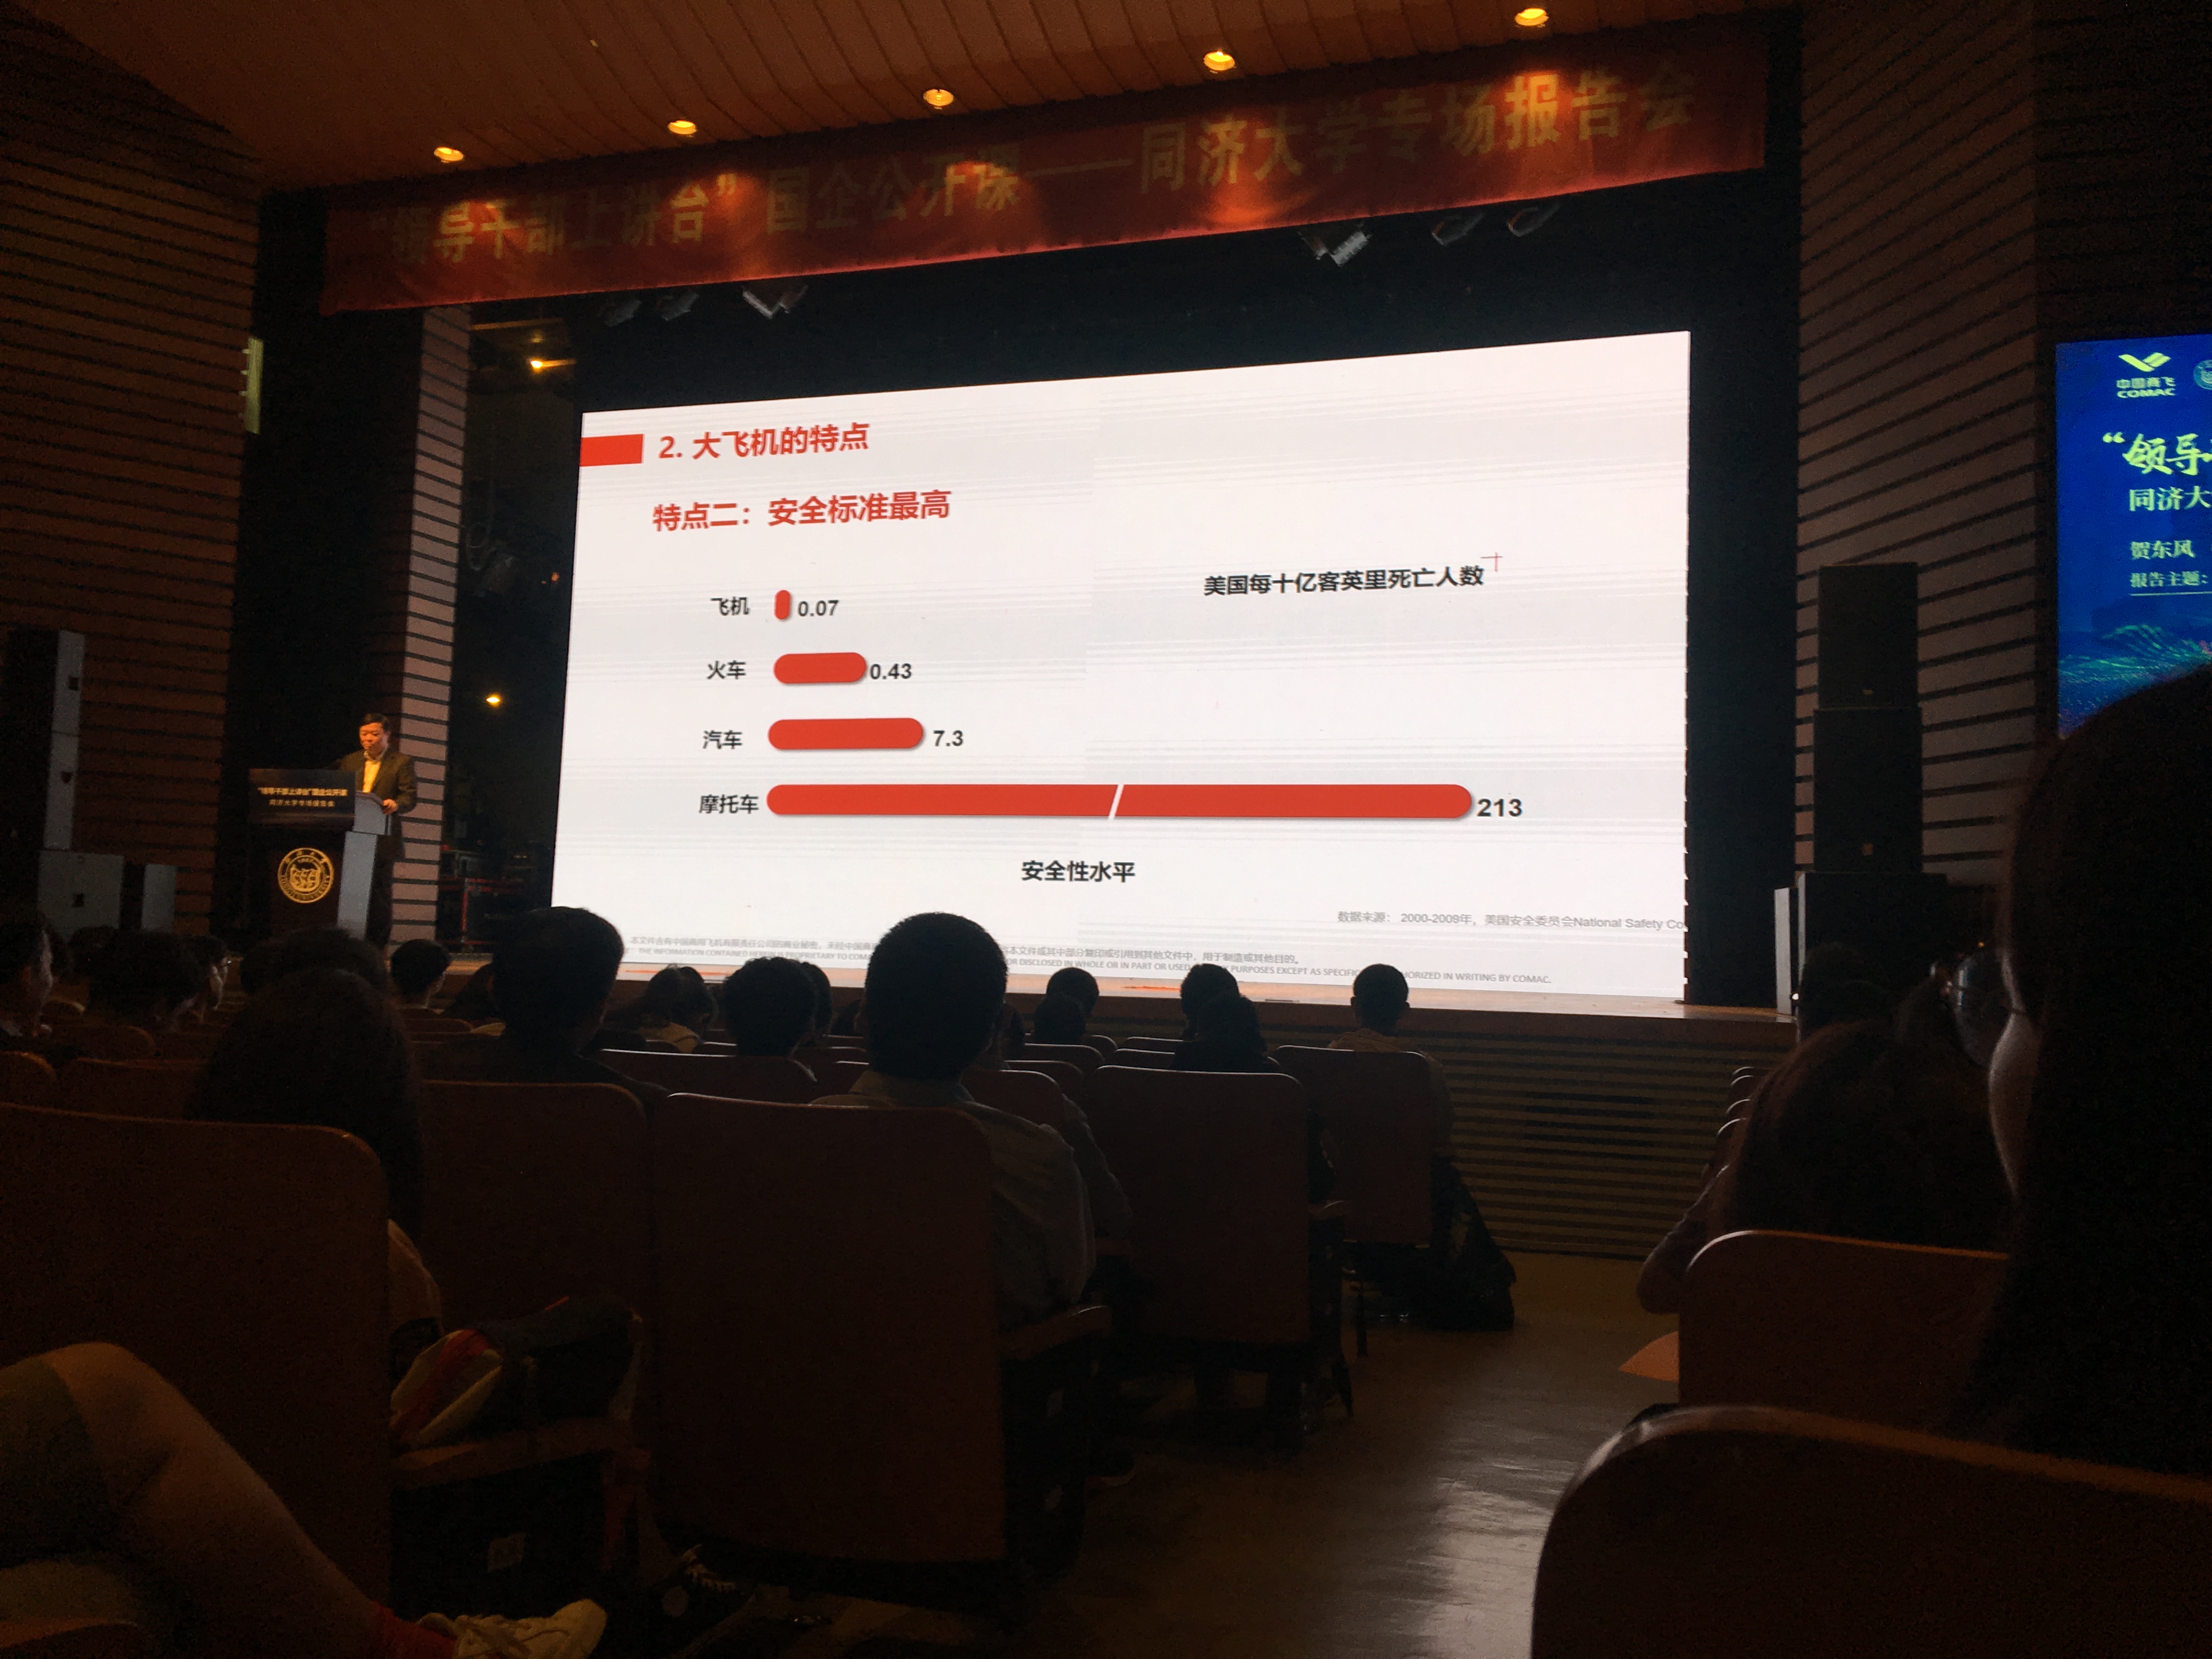 “领导干部上讲台”国企公开课——同济大学专场报告会
2. 大飞机的特点
特点二：安全标准最高
美国每十亿客英里死亡人数
飞机 0.07
火车 0.43
汽车 7.3
摩托车 213
安全性水平
数据来源： 2000-2009年，美国安全委员会National Safety Co
本文件含有中国商用飞机有限责任公司的商业秘密，未经中国商
本文件或其中部分复印或引用到其他文件中，用于制造或其他目的。
THE INFORMATION CONTAINED HEREIN IS PROPRIETARY TO COMA
OR DISCLOSED IN WHOLE OR IN PART OR USED PURPOSES EXCEPT AS SPECIFIC ORIZED IN WRITING BY COMAC.
中国商飞
COMAC
“领导
同济大
贺东风
报告主题：
“领导干部上讲台”国企公开课
同济大学专场报告会